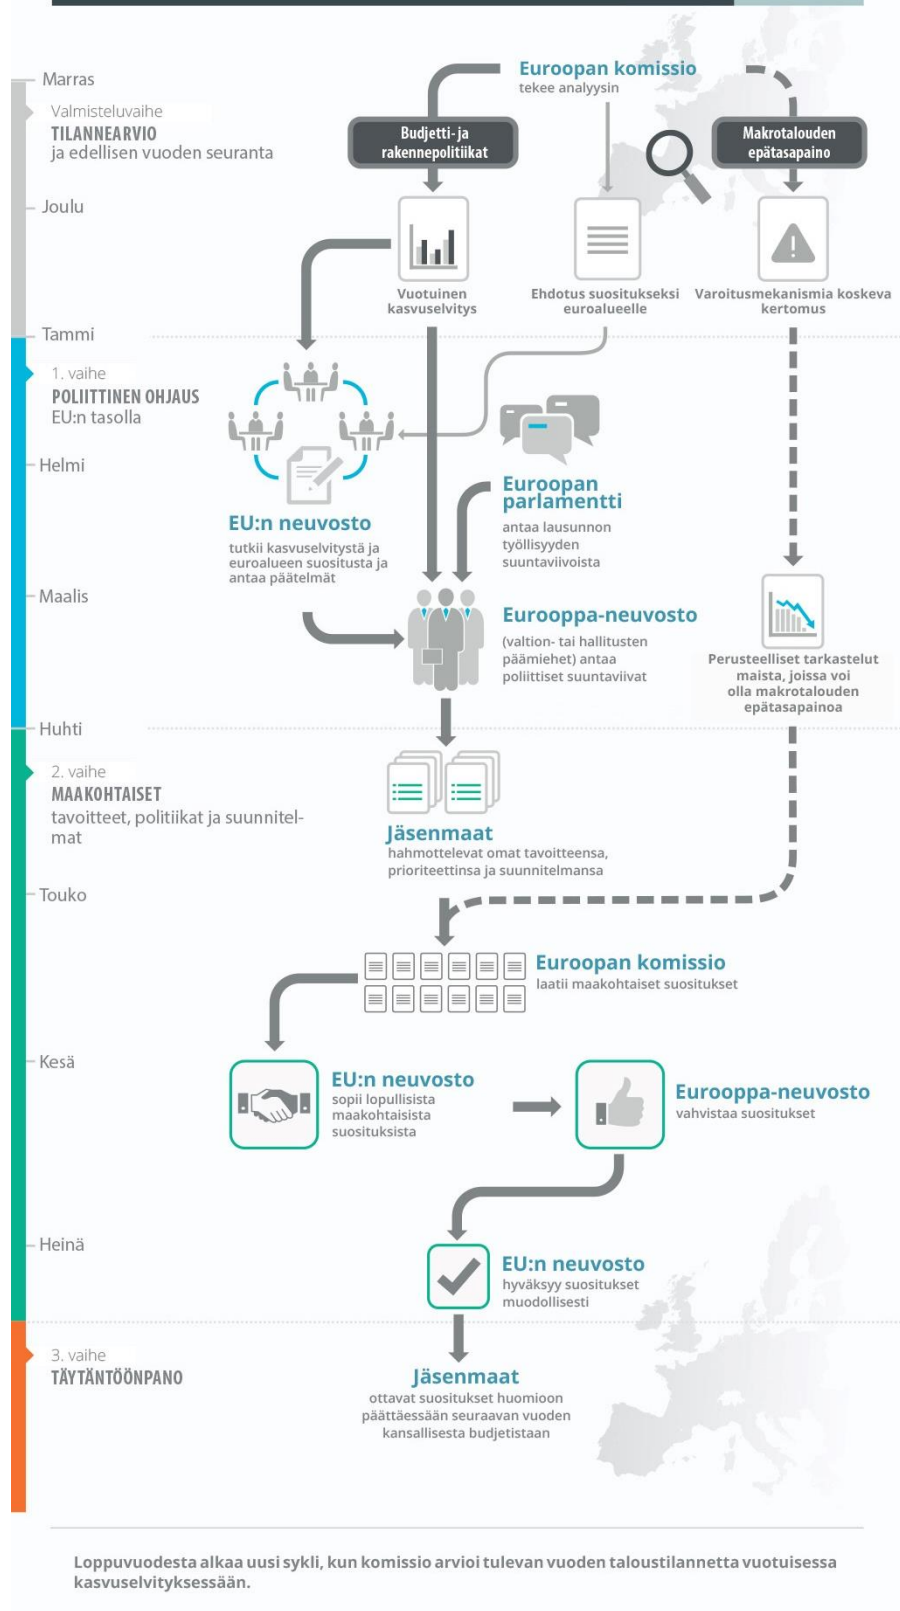 Marras
Valmisteluvaihe
TILANNEARVIO
ja edellisen vuoden seuranta
Euroopan komissio
tekee analyysin
Budjetti- ja
rakennepolitiikat
Makrotalouden
epätasapaino
Joulu
Vuotuinen
kasvuselvitys
Ehdotus suositukseksi
euroalueelle
Varoitusmekanismia koskeva
kertomus
Tammi
1. vaihe
POLIITTINEN OHJAUS
EU:n tasolla
Helmi
EU:n neuvosto
tutkii kasvuselvitystä ja
euroalueen suositusta ja
antaa päätelmät
Euroopan
parlamentti
antaa lausunnon
työllisyyden
suuntaviivoista
Maalis
Eurooppa-neuvosto
(valtion- tai hallitusten
päämiehet) antaa
poliittiset suuntaviivat
Perusteelliset tarkastelut
maista, joissa voi
olla makrotalouden
epätasapainoa
Huhti
2. vaihe
MAAKOHTAISET
tavoitteet, politiikat ja suunnitel-
mat
Jäsenmaat
hahmottelevat omat tavoitteensa,
prioriteettinsa ja suunnitelmansa
Touko
Euroopan komissio
laatii maakohtaiset suositukset
Kesä
EU:n neuvosto
sopii lopullisista
maakohtaisista
suosituksista
Eurooppa-neuvosto
vahvistaa suositukset
Heinä
EU:n neuvosto
hyväksyy suositukset
muodollisesti
3. vaihe
TÄYTÄNTÖÖNPANO
Jäsenmaat
ottavat suositukset huomioon
päättäessään seuraavan vuoden
kansallisesta budjetistaan
Loppuvuodesta alkaa uusi sykli, kun komissio arvioi tulevan vuoden taloustilannetta vuotuisessa
kasvuselvityksessään.